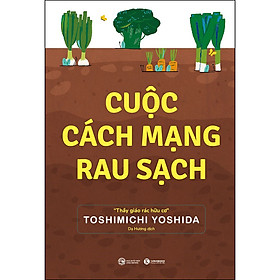 CUỘC
CÁCH MẠNG
RAU SẠCH
"Thầy giáo rác hữu cơ"
TOSHIMICHI YOSHIDA
Dạ Hương dịch